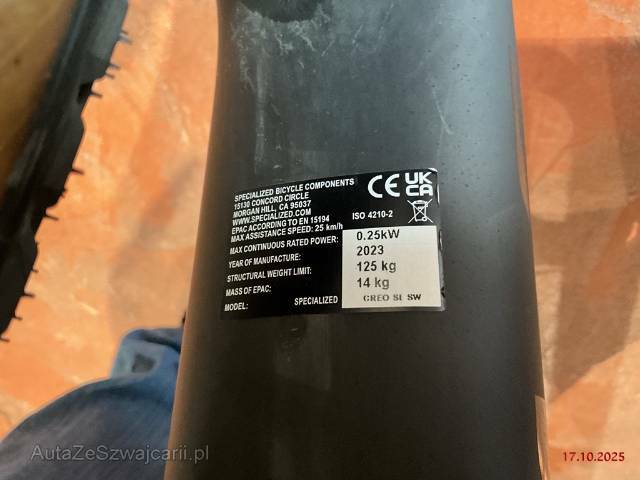 SPECIALIZED BICYCLE COMPONENTS
15130 CONCORD CIRCLE
MORGAN HILL, CA 95037
WWW.SPECIALIZED.COM
EPAC ACCORDING TO EN 15194
MAX ASSISTANCE SPEED: 25 km/h
CE UK CA
ISO 4210-2
MAX CONTINUOUS RATED POWER: 0.25kW
YEAR OF MANUFACTURE: 2023
STRUCTURAL WEIGHT LIMIT: 125 kg
MASS OF EPAC: 14 kg
MODEL: SPECIALIZED CREO SL SW
AutaZeSzwajcarii.pl
17.10.2025